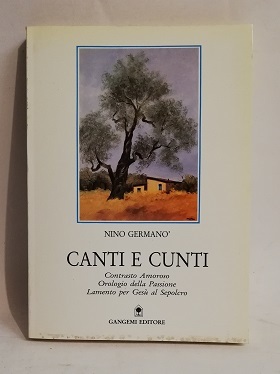 NINO GERMANO'
CANTI E CUNTI
Contrasto Amoroso
Orologio della Passione
Lamento per Gesù al Sepolcro
GANGEMI EDITORE